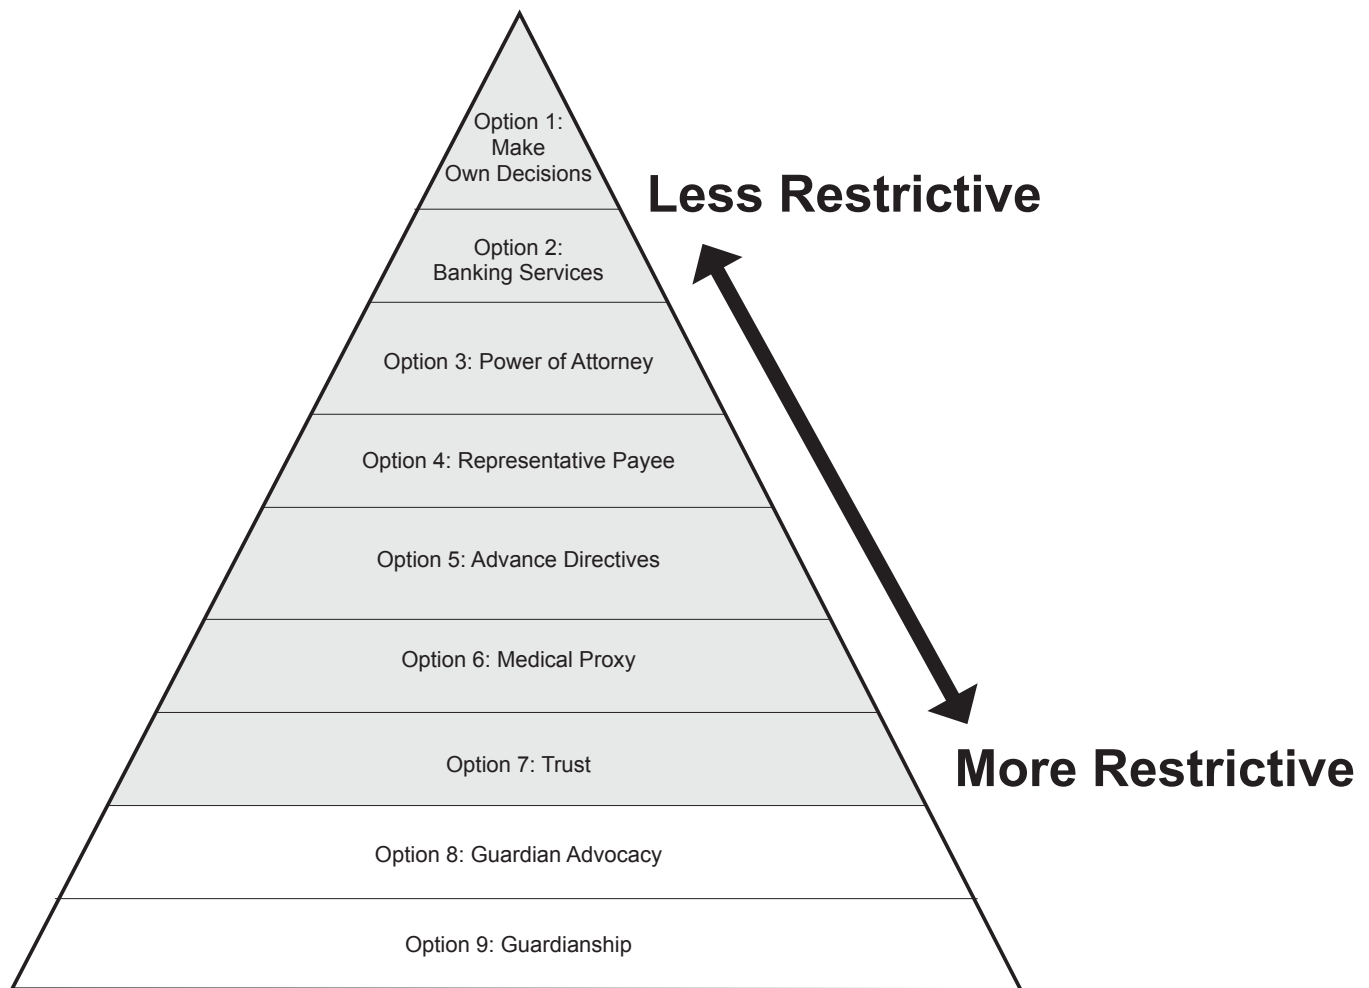 Option 1:
Make
Own Decisions
Less Restrictive
Option 2:
Banking Services
Option 3: Power of Attorney
Option 4: Representative Payee
Option 5: Advance Directives
Option 6: Medical Proxy
Option 7: Trust
More Restrictive
Option 8: Guardian Advocacy
Option 9: Guardianship